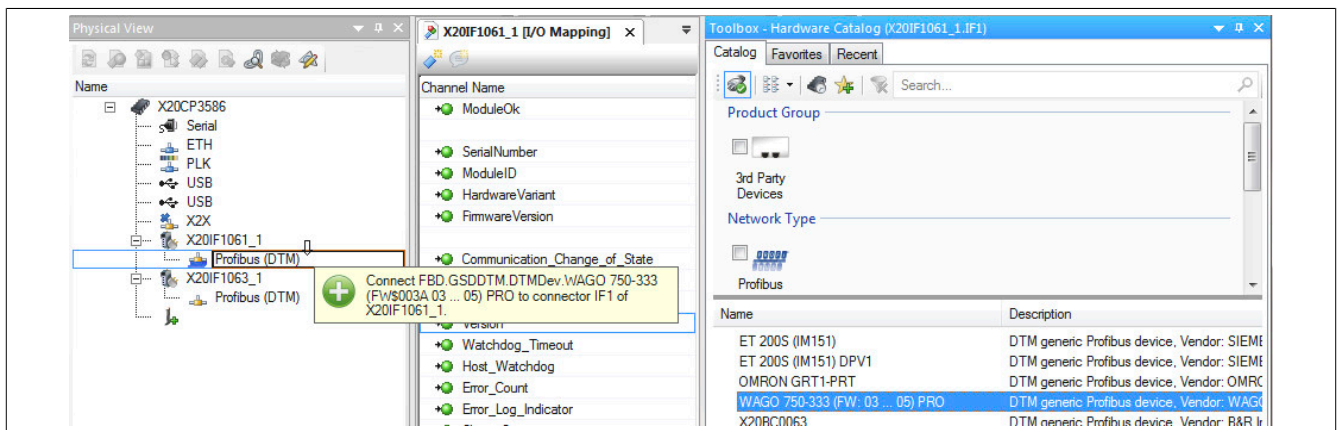 Physical View
Name
X20CP3586
Serial
ETH
PLK
USB
USB
X2X
X20IF1061_1
Profibus (DTM)
X20IF1063_1
Profibus (DTM)
X20IF1061_1 [I/O Mapping]
Channel Name
ModuleOk
SerialNumber
ModuleID
HardwareVariant
FirmwareVersion
Communication_Change_of_State
Connect FBD.GSDDTM.DTMDev.WAGO 750-333
(FW$003A 03 ... 05) PRO to connector IF1 of
X20IF1061_1.
Version
Watchdog_Timeout
Host_Watchdog
Error_Count
Error_Log_Indicator
Toolbox - Hardware Catalog (X20IF1061_1.IF1)
Catalog Favorites Recent
Search...
Product Group
3rd Party
Devices
Network Type
Profibus
Name Description
ET 200S (IM151) DTM generic Profibus device, Vendor: SIEME
ET 200S (IM151) DPV1 DTM generic Profibus device, Vendor: SIEME
OMRON GRT1-PRT DTM generic Profibus device, Vendor: OMRO
WAGO 750-333 (FW: 03 ... 05) PRO DTM generic Profibus device, Vendor: WAGO
X20BC0063 DTM generic Profibus device, Vendor: B&R